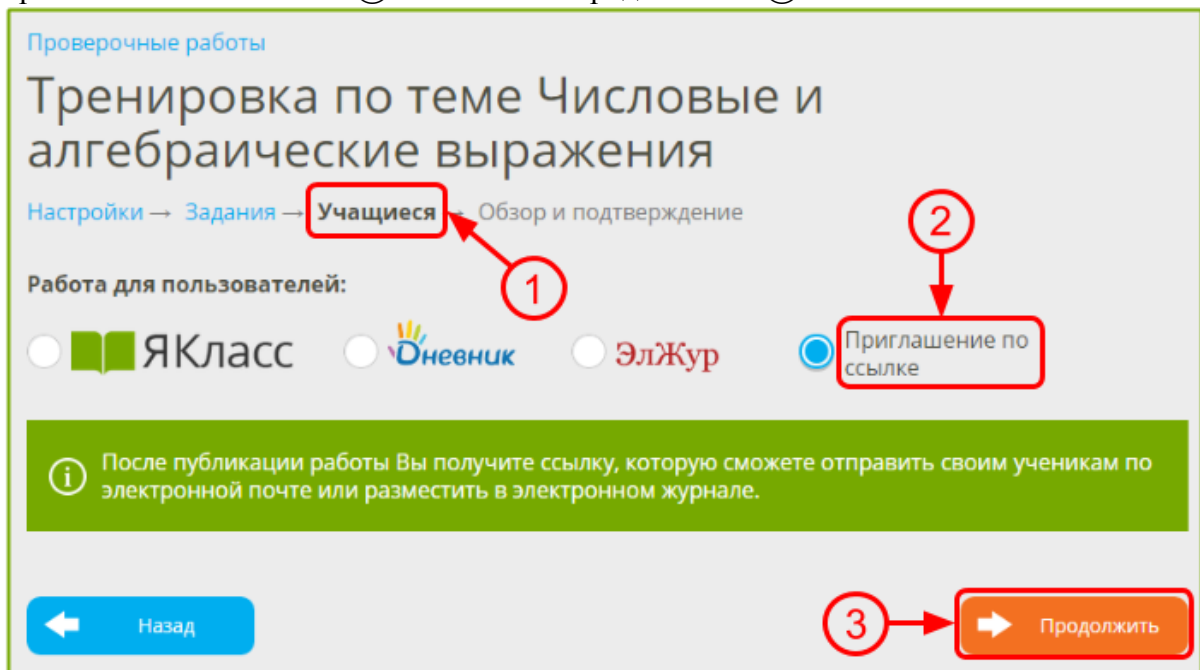 Проверочные работы
Тренировка по теме Числовые и
алгебраические выражения
Настройки → Задания → Учащиеся → Обзор и подтверждение
2
1
Работа для пользователей:
ЯКласс Дневник ЭлЖур Приглашение по
ссылке
После публикации работы Вы получите ссылку, которую сможете отправить своим ученикам по
электронной почте или разместить в электронном журнале.
Назад 3 Продолжить